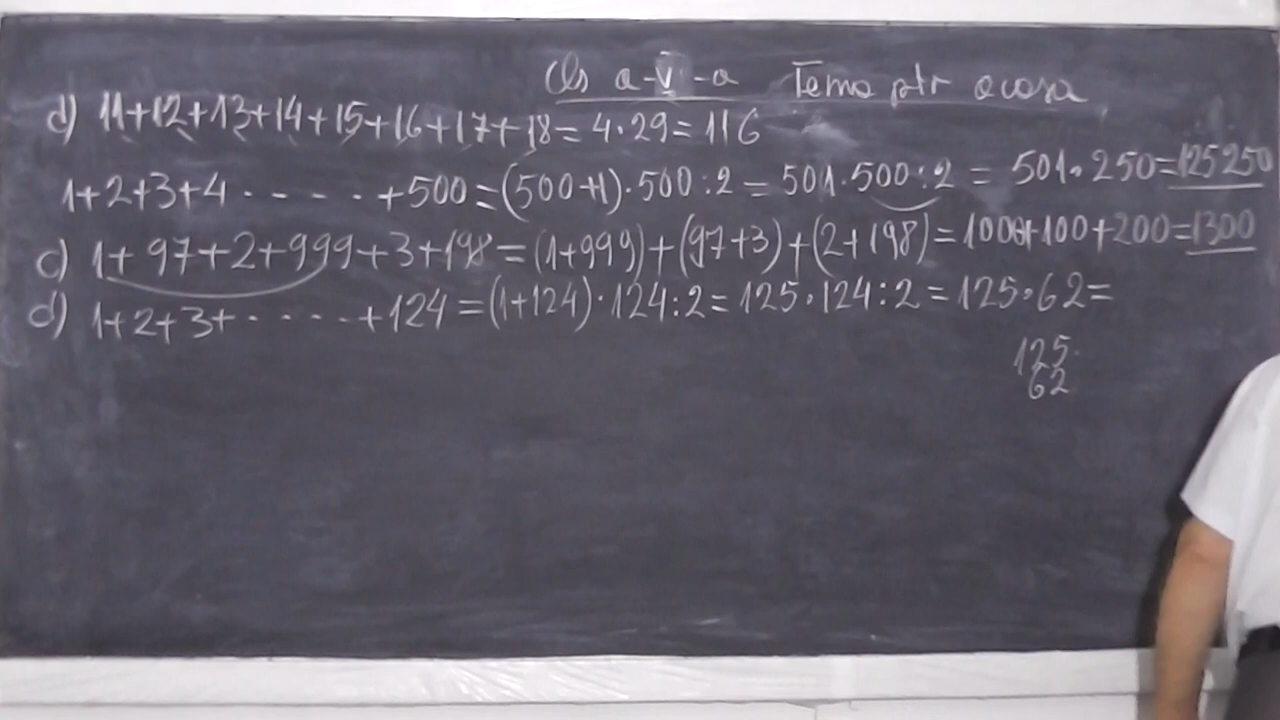 Cls a-V-a Tema ptr acasa
d) 11+12+13+14+15+16+17+18=4·29=116
1+2+3+4·-·-·-·+500=(500+1)·500:2=501·500:2=501·250=125250
c) 1+97+2+999+3+198=(1+999)+(97+3)+(2+198)=1000+100+200=1300
d) 1+2+3+·-·-·-·+124=(1+124)·124:2=125·124:2=125·62=
125·
62